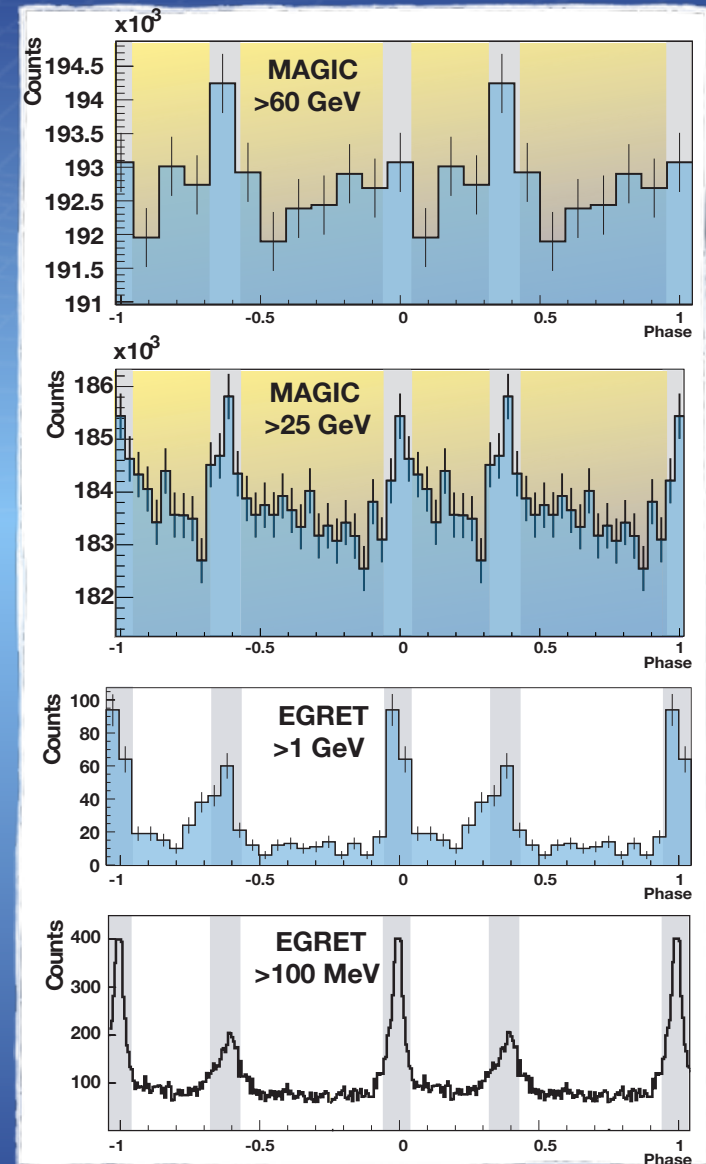 x10³
Counts
194.5
194
193.5
193
192.5
192
191.5
191
MAGIC
>60 GeV
-1 -0.5 0 0.5 1
Phase
x10³
Counts
186
185
184
183
182
MAGIC
>25 GeV
-1 -0.5 0 0.5 1
Phase
Counts
100
80
60
40
20
0
EGRET
>1 GeV
-1 -0.5 0 0.5 1
Phase
Counts
400
300
200
100
EGRET
>100 MeV
-1 -0.5 0 0.5 1
Phase